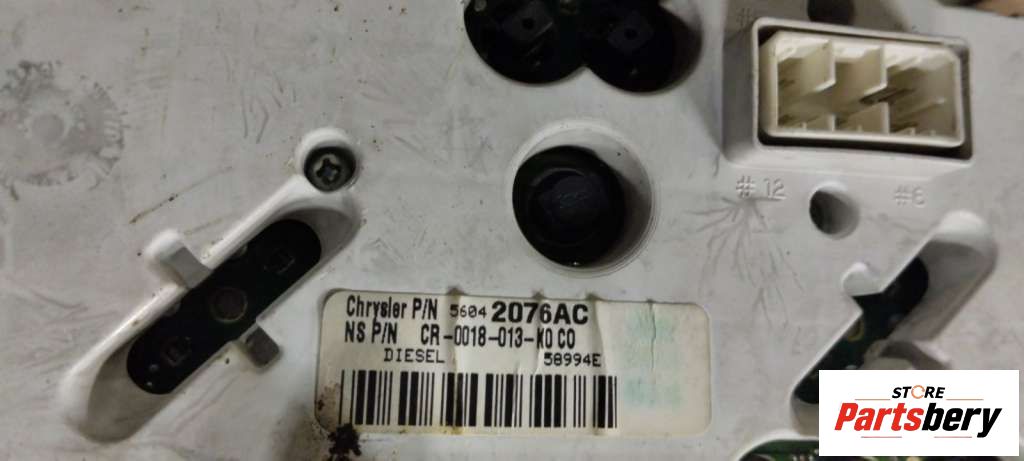 # 12
#6
Chrysler P/N 5604 2076AC
NS P/N CR-0018-013-K0 C0
DIESEL 58994E
STORE
Partsbery